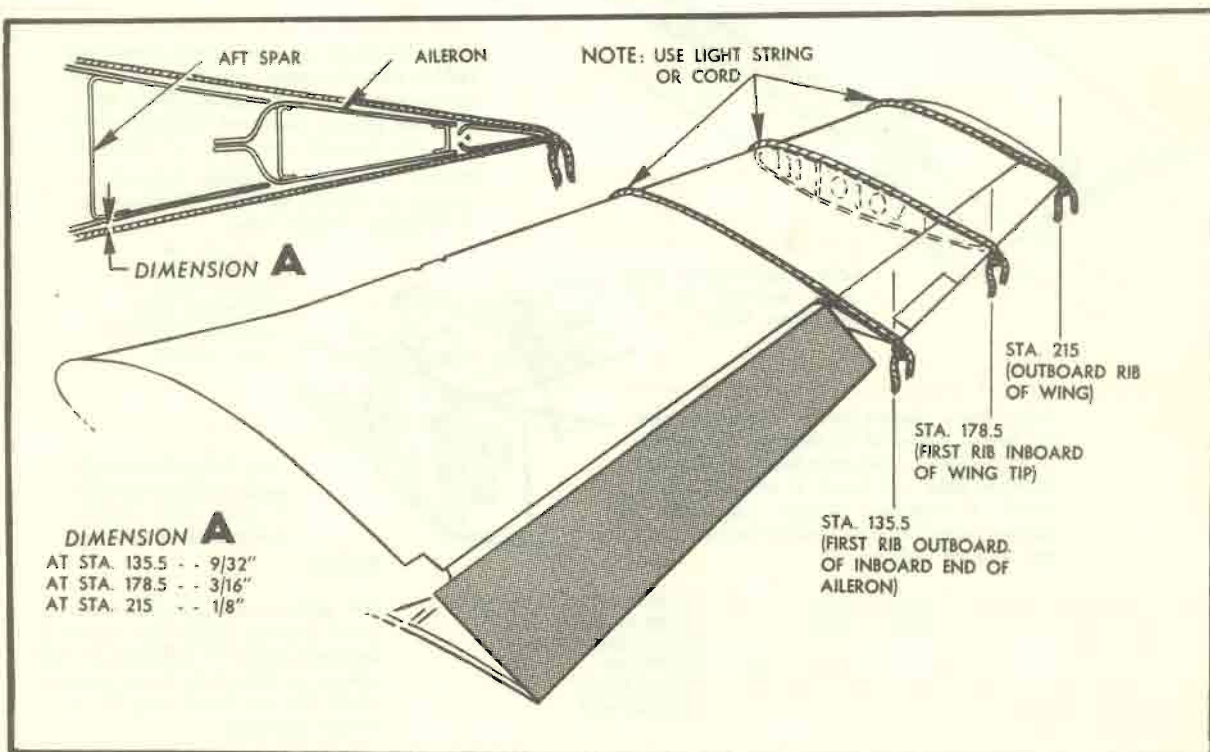 AFT SPAR
AILERON
NOTE: USE LIGHT STRING
OR CORD
DIMENSION A
STA. 215
(OUTBOARD RIB
OF WING)
STA. 178.5
(FIRST RIB INBOARD
OF WING TIP)
STA. 135.5
(FIRST RIB OUTBOARD.
OF INBOARD END OF
AILERON)
DIMENSION A
AT STA. 135.5 - - 9/32"
AT STA. 178.5 - - 3/16"
AT STA. 215 - - 1/8"